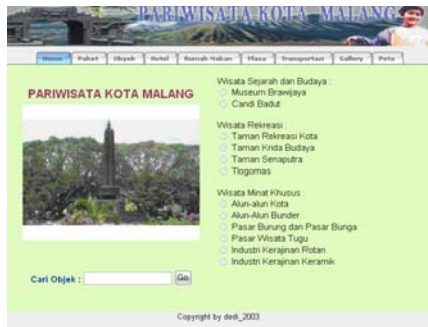 PARIWISATA KOTA MALANG
Home Paket Obyek Hotel Rumah Makan Plaza Transportasi Gallery Peta
PARIWISATA KOTA MALANG
Wisata Sejarah dan Budaya :
Museum Brawijaya
Candi Badut
Wisata Rekreasi :
Taman Rekreasi Kota
Taman Krida Budaya
Taman Senaputra
Tlogomas
Wisata Minat Khusus :
Alun-alun Kota
Alun-Alun Bunder
Pasar Burung dan Pasar Bunga
Pasar Wisata Tugu
Industri Kerajinan Rotan
Industri Kerajinan Keramik
Cari Objek : Go
Copyright by dedi_2003